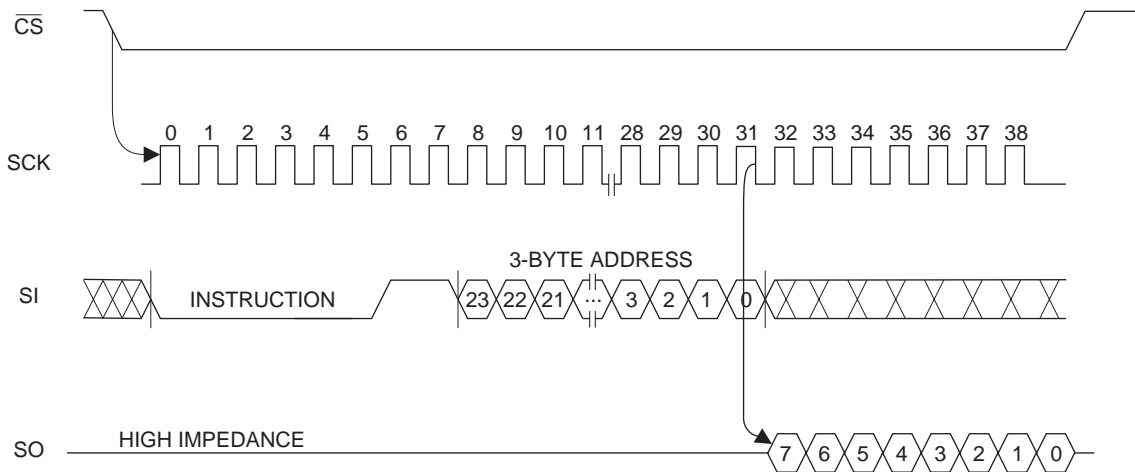 CS
0 1 2 3 4 5 6 7 8 9 10 11 28 29 30 31 32 33 34 35 36 37 38
SCK
3-BYTE ADDRESS
SI
INSTRUCTION
23 22 21 ... 3 2 1 0
HIGH IMPEDANCE
SO
7 6 5 4 3 2 1 0